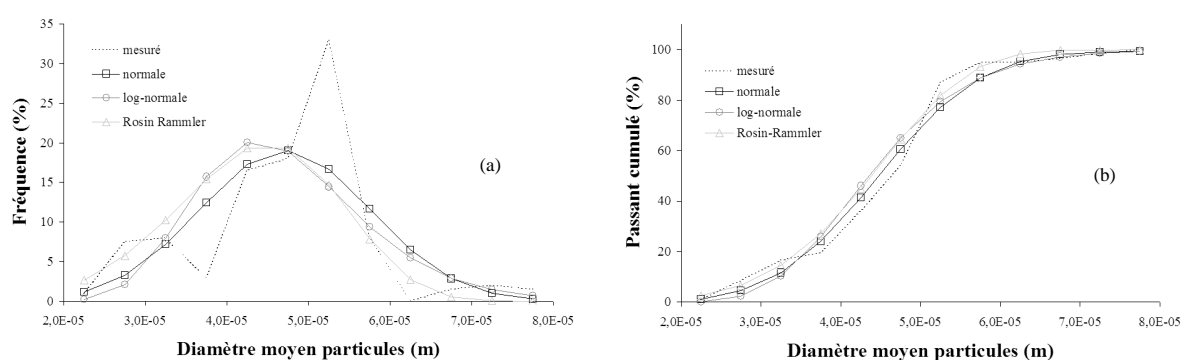 35
30
25
20
15
10
5
0
Fréquence (%)
mesuré
normale
log-normale
Rosin Rammler
(a)
2,0E-05 3,0E-05 4,0E-05 5,0E-05 6,0E-05 7,0E-05 8,0E-05
Diamètre moyen particules (m)
100
80
60
40
20
0
Passant cumulé (%)
mesuré
normale
log-normale
Rosin-Rammler
(b)
2,0E-05 3,0E-05 4,0E-05 5,0E-05 6,0E-05 7,0E-05 8,0E-05
Diamètre moyen particules (m)